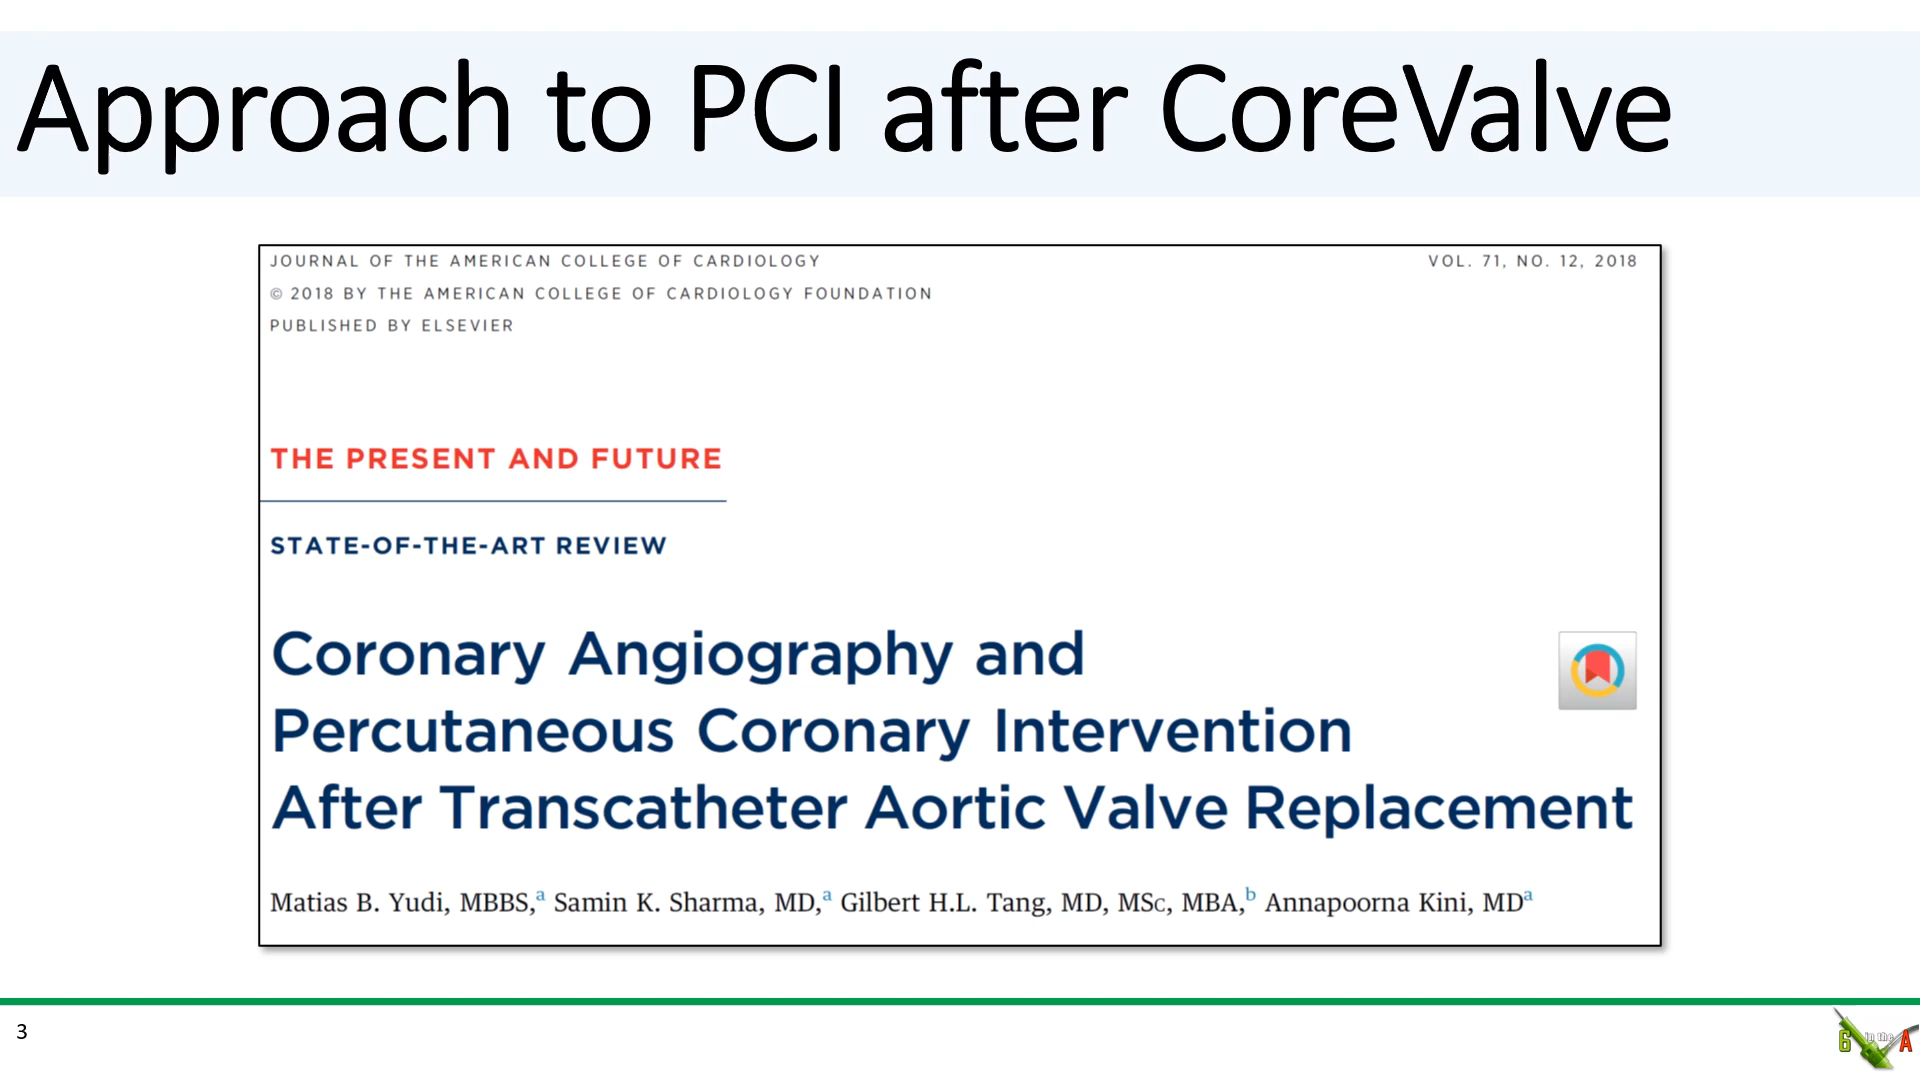 Approach to PCI after CoreValve
JOURNAL OF THE AMERICAN COLLEGE OF CARDIOLOGY
VOL. 71, NO. 12, 2018
© 2018 BY THE AMERICAN COLLEGE OF CARDIOLOGY FOUNDATION
PUBLISHED BY ELSEVIER
THE PRESENT AND FUTURE
STATE-OF-THE-ART REVIEW
Coronary Angiography and
Percutaneous Coronary Intervention
After Transcatheter Aortic Valve Replacement
Matias B. Yudi, MBBS,a Samin K. Sharma, MD,a Gilbert H.L. Tang, MD, MSc, MBA,b Annapoorna Kini, MDa
3
6 in the A